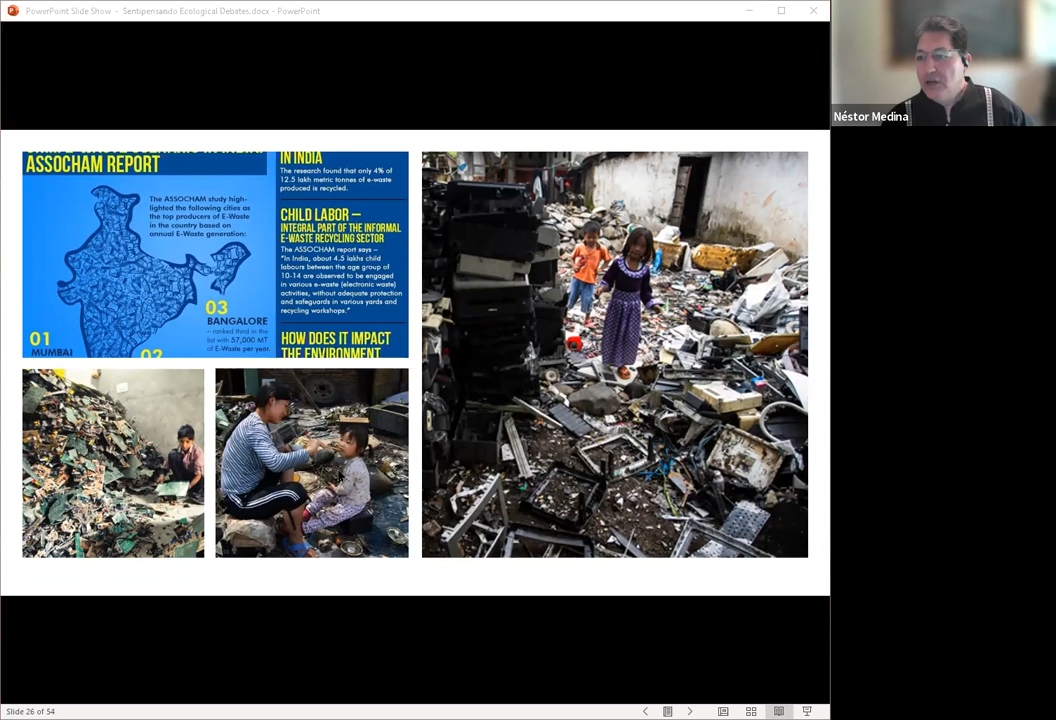 PowerPoint Slide Show - Sentipensando Ecological Debates.docx - PowerPoint
Néstor Medina
ASSOCHAM REPORT
The ASSOCHAM study high-
lighted the following cities as
the top producers of E-Waste
in the country based on
annual E-Waste generation:
03
BANGALORE
– ranked third in the
list with 57,000 MT
of E-Waste per year.
01
MUMBAI
02
IN INDIA
The research found that only 4% of
12.5 lakh metric tonnes of e-waste
produced is recycled.
CHILD LABOR –
INTEGRAL PART OF THE INFORMAL
E-WASTE RECYCLING SECTOR
The ASSOCHAM report says –
"In India, about 4.5 lakhs child
labours between the age group of
10-14 are observed to be engaged
in various e-waste (electronic waste)
activities, without adequate protection
and safeguards in various yards and
recycling workshops."
HOW DOES IT IMPACT
THE ENVIRONMENT
Slide 26 of 54